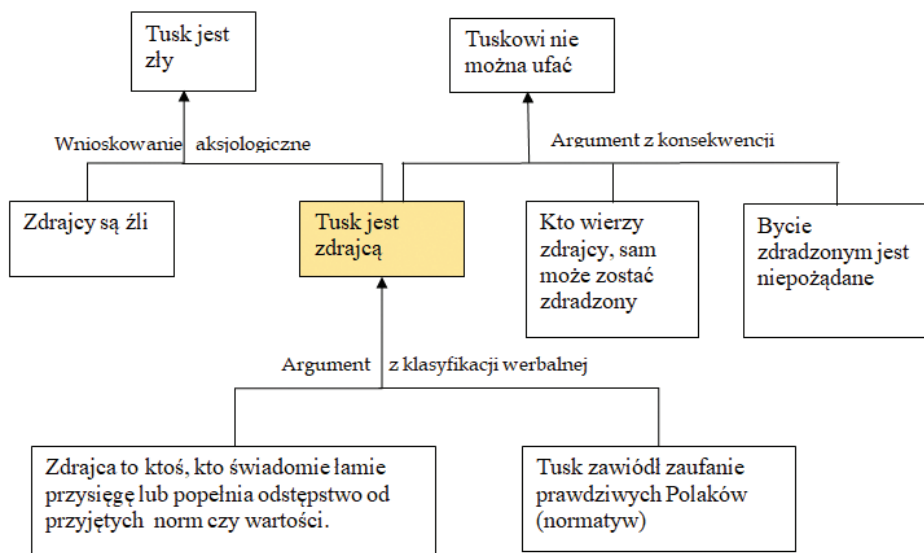 Tusk jest
zły
Tuskowi nie
można ufać
Wnioskowanie aksjologiczne
Argument z konsekwencji
Zdrajcy są źli
Tusk jest
zdrajcą
Kto wierzy
zdrajcy, sam
może zostać
zdradzony
Bycie
zdradzonym jest
niepożądane
Argument z klasyfikacji werbalnej
Zdrajca to ktoś, kto świadomie łamie
przysięgę lub popełnia odstępstwo od
przyjętych norm czy wartości.
Tusk zawiódł zaufanie
prawdziwych Polaków
(normatyw)